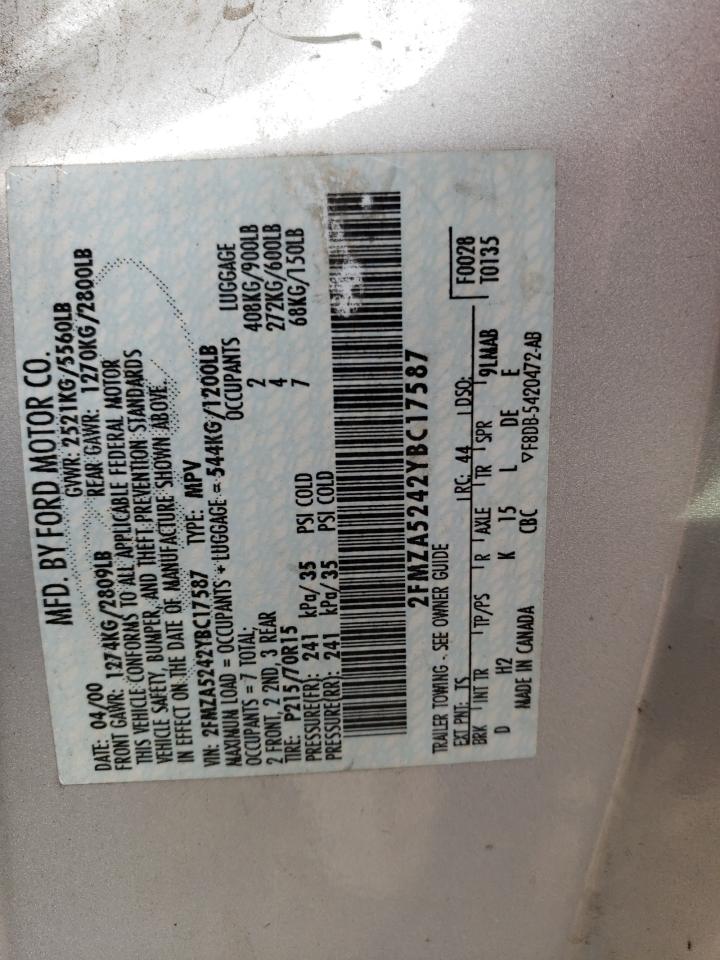 MFD. BY FORD MOTOR CO.
DATE: 04/00 GVWR: 2521KG/5560LB
FRONT GAWR: 1274KG/2809LB REAR GAWR: 1270KG/2800LB
THIS VEHICLE CONFORMS TO ALL APPLICABLE FEDERAL MOTOR
VEHICLE SAFETY, BUMPER, AND THEFT PREVENTION STANDARDS
IN EFFECT ON THE DATE OF MANUFACTURE SHOWN ABOVE.
VIN: 2FMZA5242YBC17587 TYPE: MPV
MAXIMUM LOAD = OCCUPANTS + LUGGAGE = 544KG/1200LB
OCCUPANTS = 7 TOTAL; OCCUPANTS LUGGAGE
2 FRONT, 2 2ND, 3 REAR 2 408KG/900LB
TIRE: P215/70R15 4 272KG/600LB
PRESSURE(FR): 241 kPa/ 35 PSI COLD 7 68KG/150LB
PRESSURE(RR): 241 kPa/ 35 PSI COLD
2FMZA5242YBC17587
TRAILER TOWING - SEE OWNER GUIDE F0028
EXT PNT: TS RC: 44 DSO: T0135
BRK INT TR TP/PS R AXLE TR SPR 9LMAB
D H2 K 15 L DE E
MADE IN CANADA CBC ▽F8DB-5420472-AB